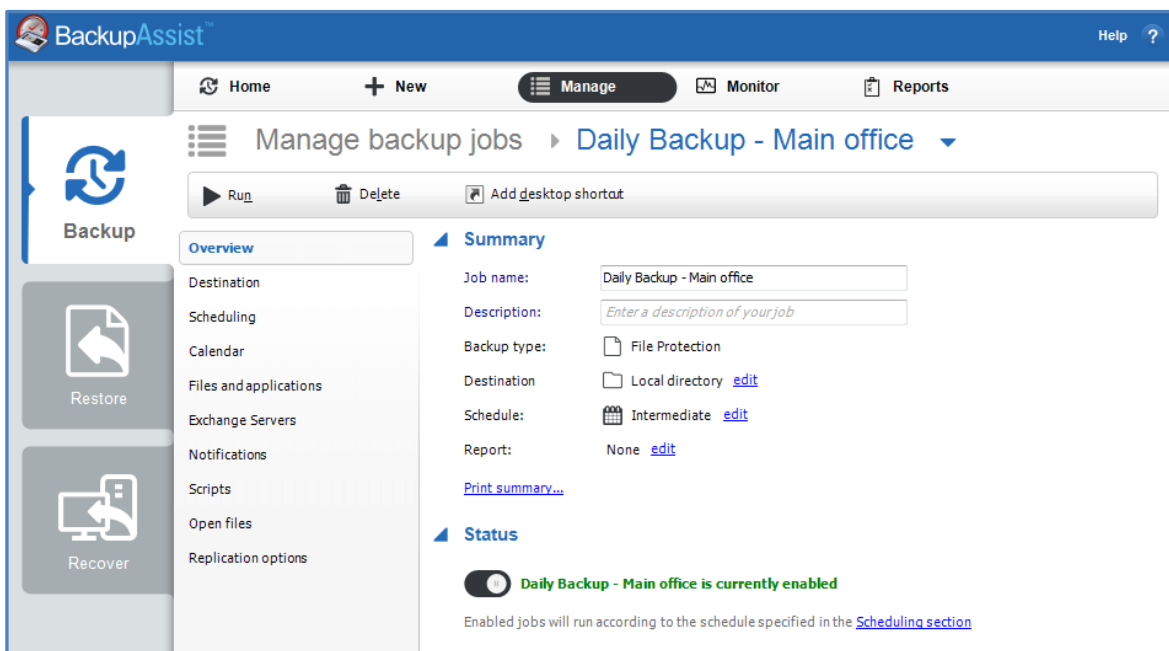 BackupAssist™
Help ?
Home New Manage Monitor Reports
Manage backup jobs Daily Backup - Main office
Run Delete Add desktop shortcut
Backup
Restore
Recover
Overview
Destination
Scheduling
Calendar
Files and applications
Exchange Servers
Notifications
Scripts
Open files
Replication options
Summary
Job name: Daily Backup - Main office
Description: Enter a description of your job
Backup type: File Protection
Destination Local directory edit
Schedule: Intermediate edit
Report: None edit
Print summary...
Status
Daily Backup - Main office is currently enabled
Enabled jobs will run according to the schedule specified in the Scheduling section